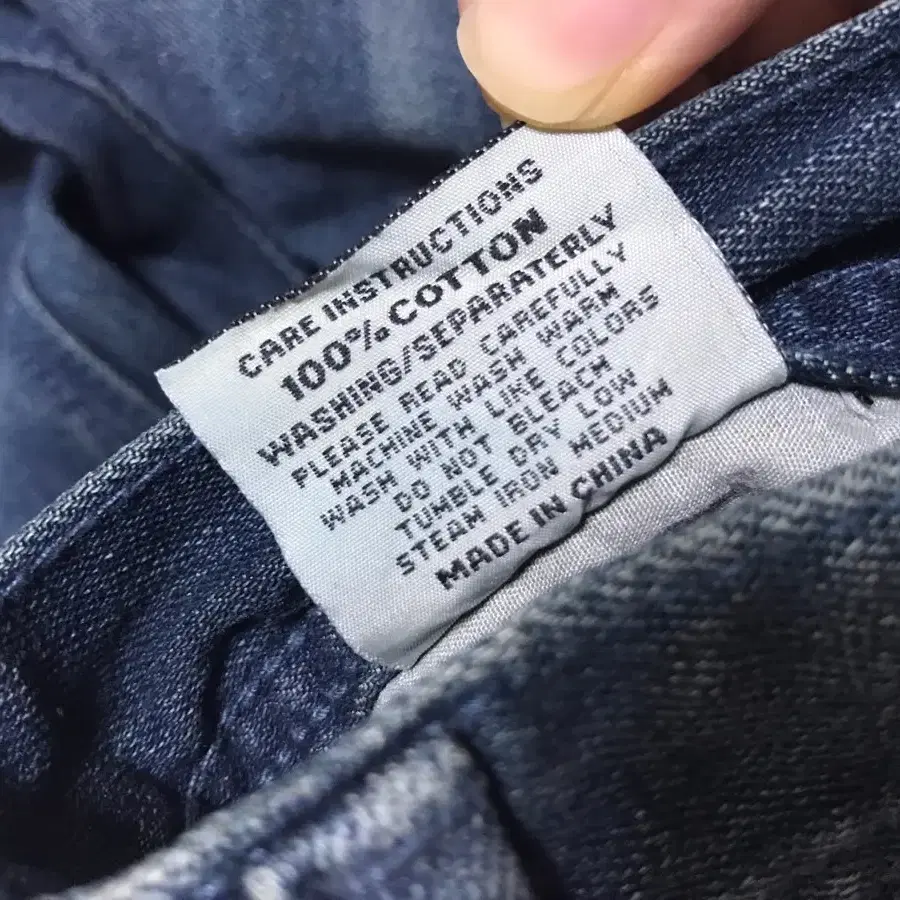 CARE INSTRUCTIONS
100% COTTON
WASHING/SEPARATERLY
PLEASE READ CAREFULLY
MACHINE WASH WARM
WASH WITH LIKE COLORS
DO NOT BLEACH
TUMBLE DRY LOW
STEAM IRON MEDIUM
MADE IN CHINA